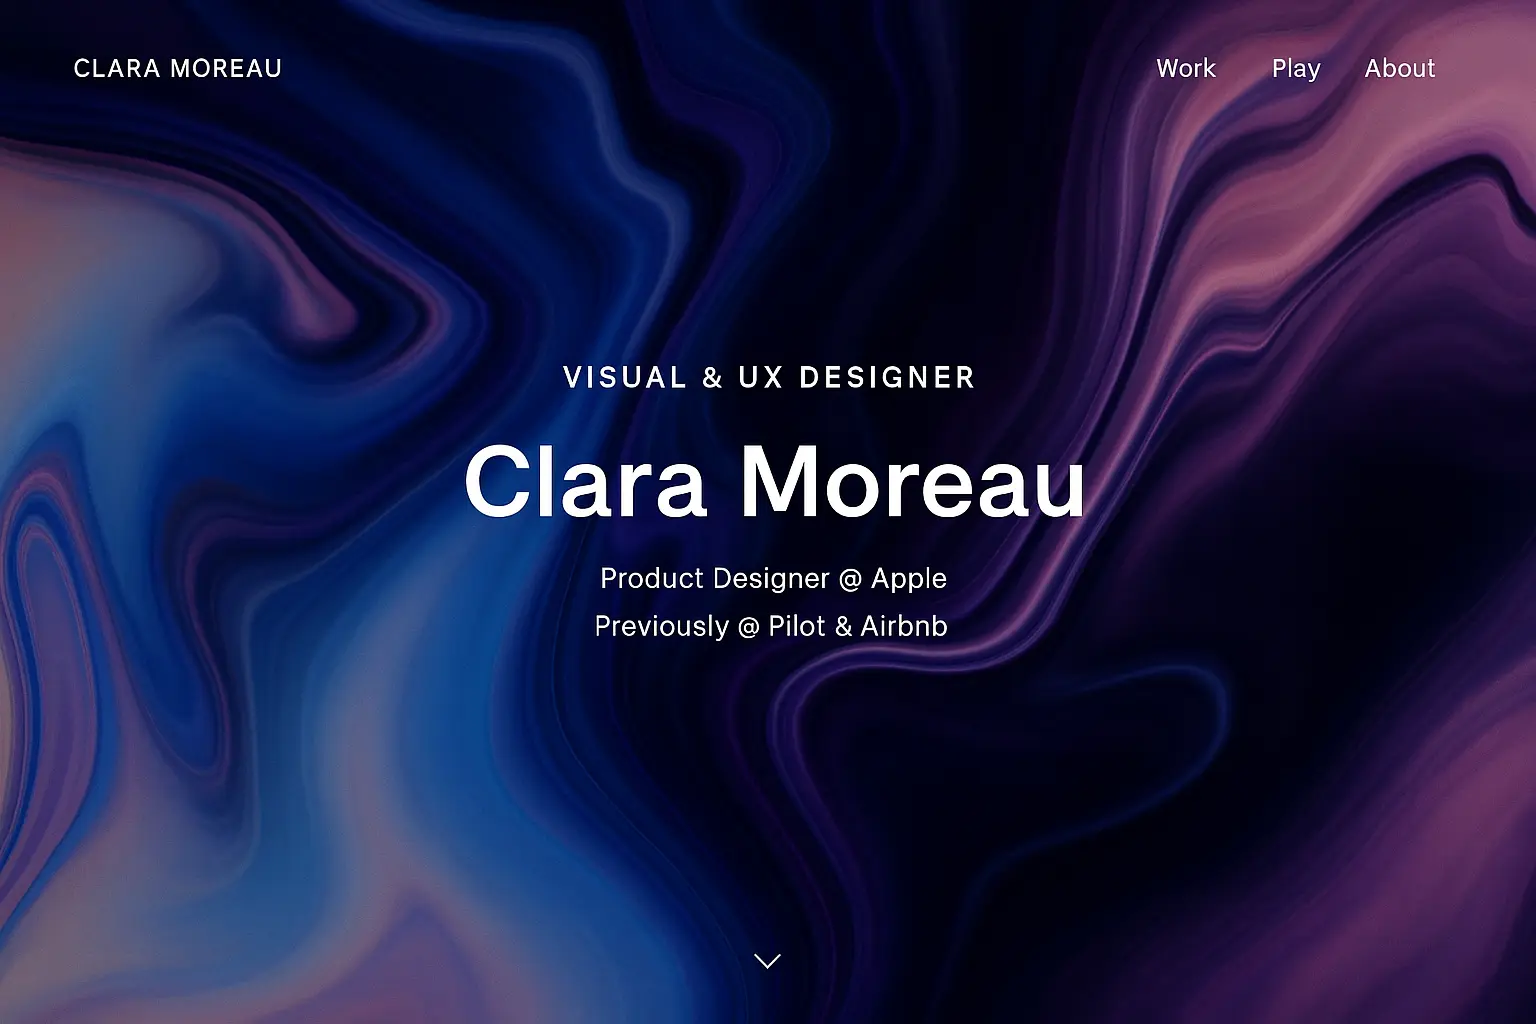 CLARA MOREAU
Work Play About
VISUAL & UX DESIGNER
Clara Moreau
Product Designer @ Apple
Previously @ Pilot & Airbnb